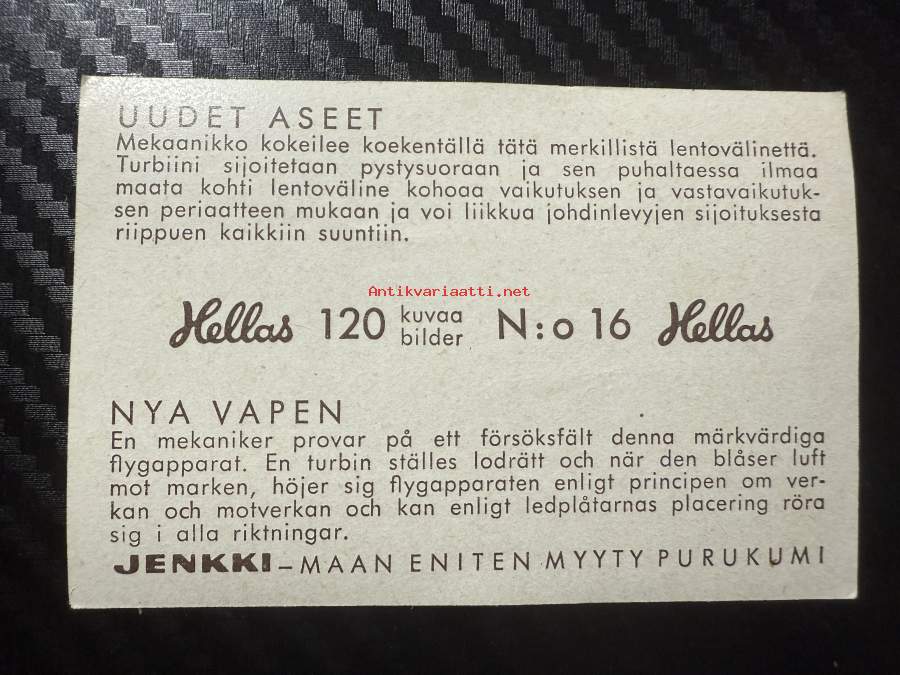 UUDET ASEET
Mekaanikko kokeilee koekentällä tätä merkillistä lentovälinettä.
Turbiini sijoitetaan pystysuoraan ja sen puhaltaessa ilmaa
maata kohti lentoväline kohoaa vaikutuksen ja vastavaikutuk-
sen periaatteen mukaan ja voi liikkua johdinlevyjen sijoituksesta
riippuen kaikkiin suuntiin.
Antikvariaatti.net
Hellas 120 kuvaa bilder N:o 16 Hellas
NYA VAPEN
En mekaniker provar på ett försöksfält denna märkvärdiga
flygapparat. En turbin ställes lodrätt och när den blåser luft
mot marken, höjer sig flygapparaten enligt principen om ver-
kan och motverkan och kan enligt ledplåtarnas placering röra
sig i alla riktningar.
JENKKI – MAAN ENITEN MYYTY PURUKUMI